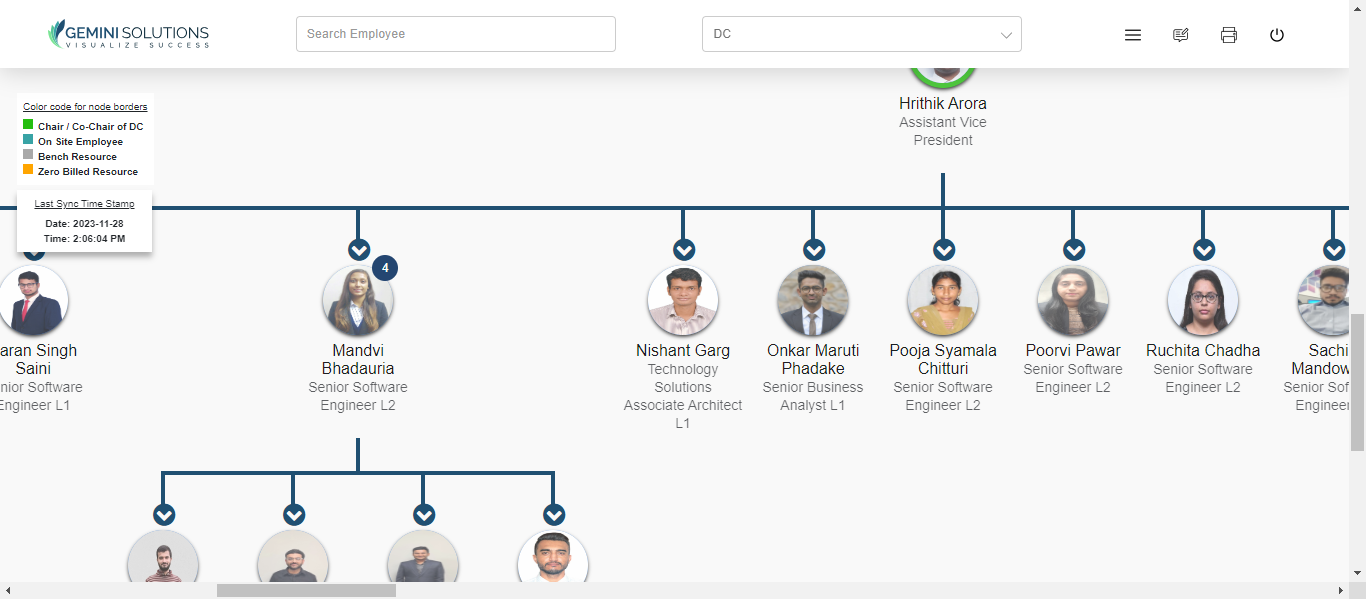 GEMINI SOLUTIONS
VISUALIZE SUCCESS
Search Employee
DC
Hrithik Arora
Assistant Vice
President
Color code for node borders
Chair / Co-Chair of DC
On Site Employee
Bench Resource
Zero Billed Resource
Last Sync Time Stamp
Date: 2023-11-28
Time: 2:06:04 PM
4
aran Singh
Saini
nior Software
Engineer L1
Mandvi
Bhadauria
Senior Software
Engineer L2
Nishant Garg
Technology
Solutions
Associate Architect
L1
Onkar Maruti
Phadake
Senior Business
Analyst L1
Pooja Syamala
Chitturi
Senior Software
Engineer L2
Poorvi Pawar
Senior Software
Engineer L2
Ruchita Chadha
Senior Software
Engineer L2
Sachi
Mandow
Senior Sof
Engineer